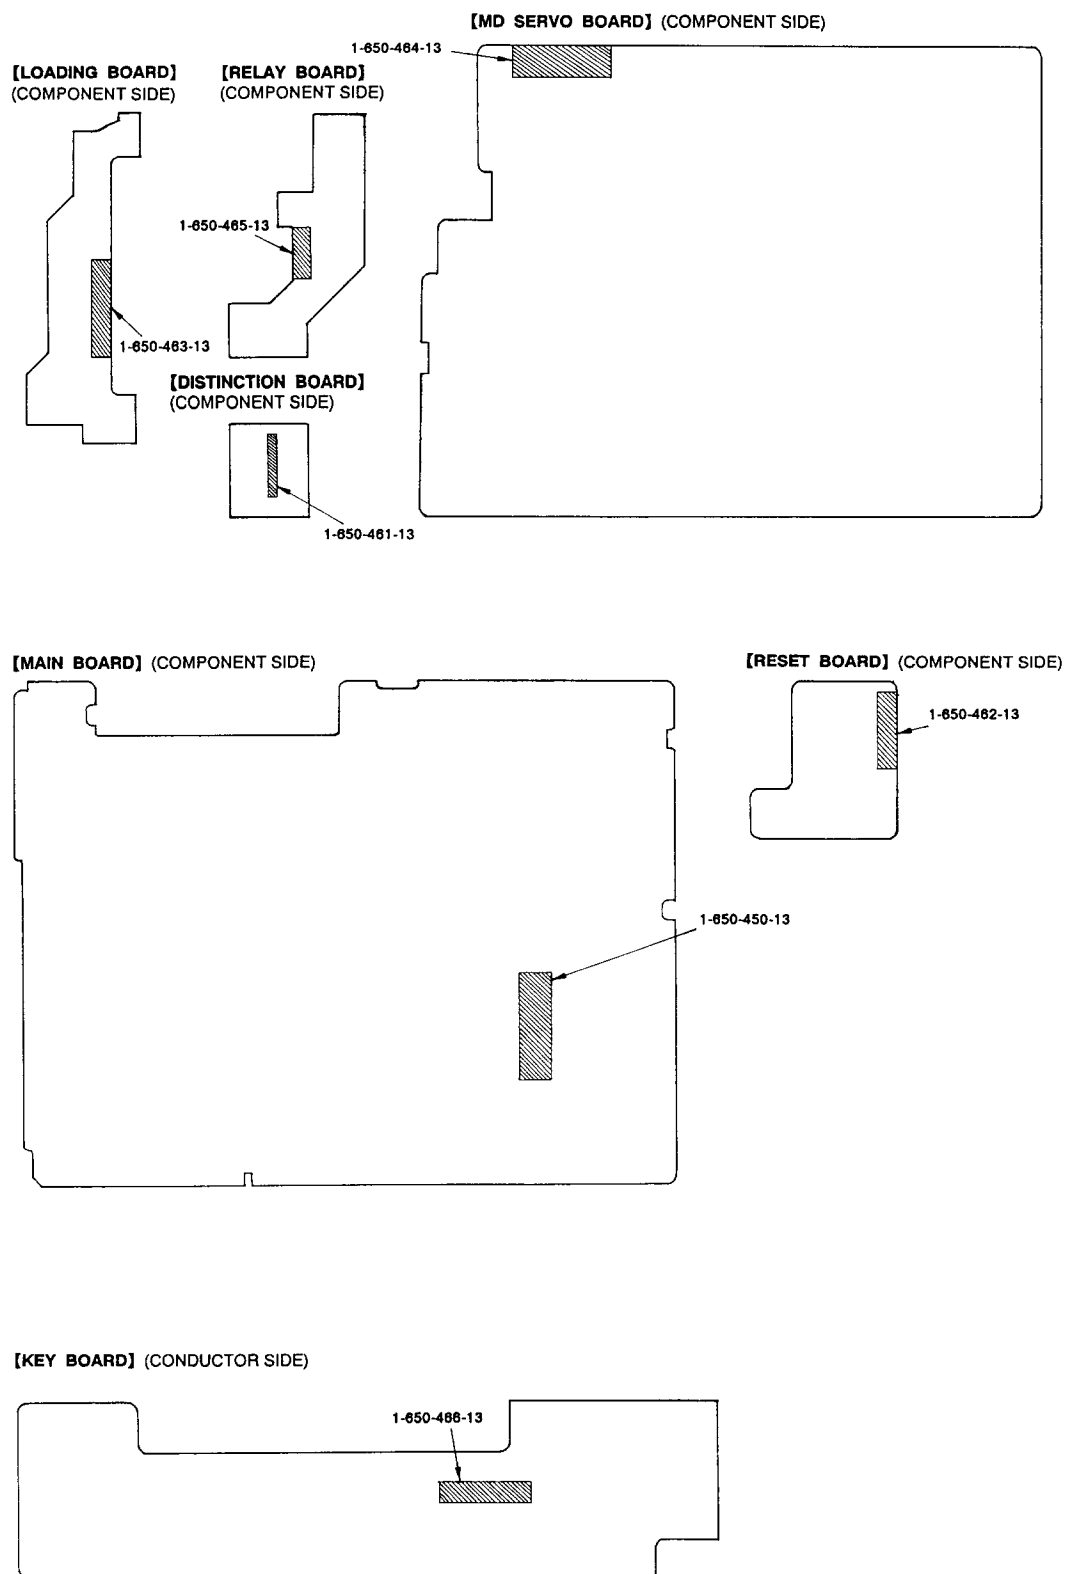 【MD SERVO BOARD】 (COMPONENT SIDE)
1-650-464-13
【LOADING BOARD】
(COMPONENT SIDE)
【RELAY BOARD】
(COMPONENT SIDE)
1-650-465-13
1-650-463-13
【DISTINCTION BOARD】
(COMPONENT SIDE)
1-650-461-13
【MAIN BOARD】 (COMPONENT SIDE)
【RESET BOARD】 (COMPONENT SIDE)
1-650-462-13
1-650-450-13
【KEY BOARD】 (CONDUCTOR SIDE)
1-650-466-13